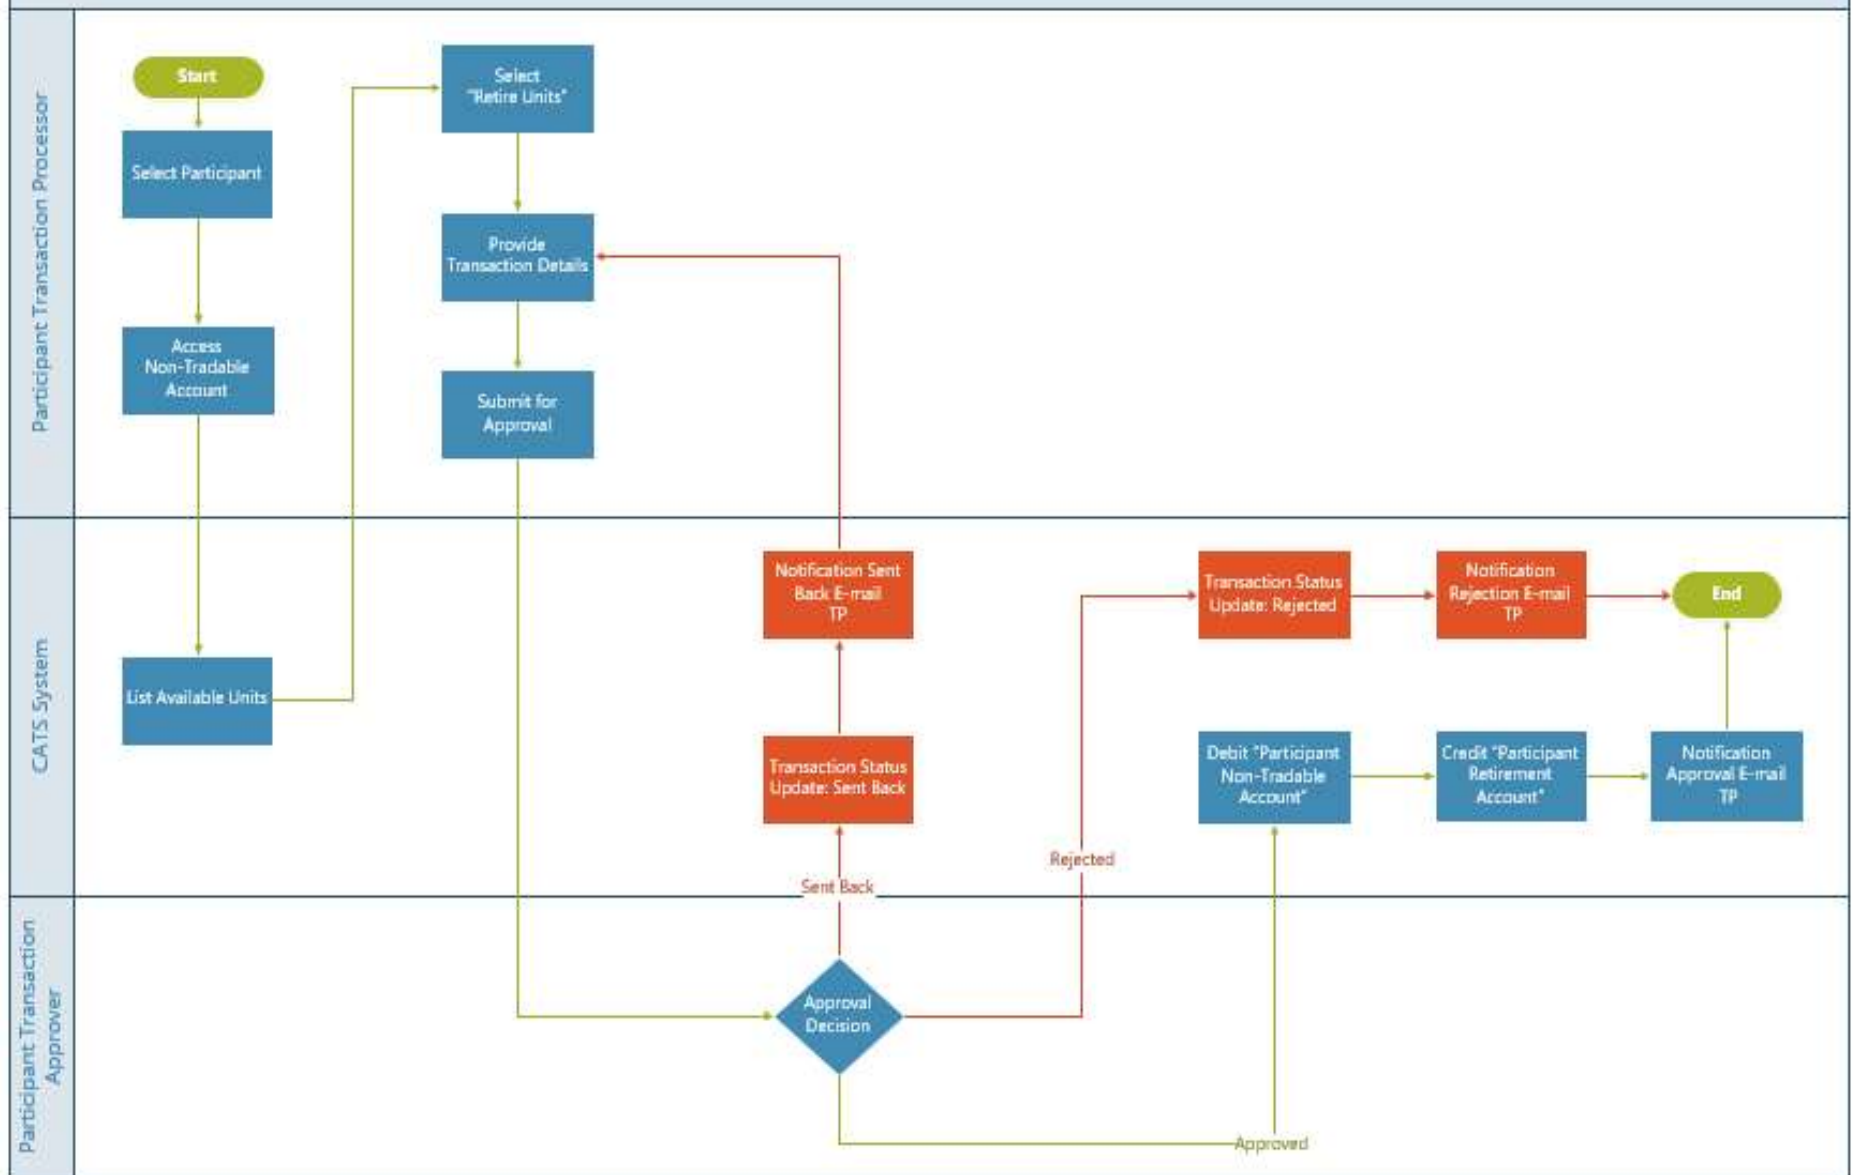 Participant Transaction Processor
Start
Select Participant
Access
Non-Tradable
Account
Select
"Retire Units"
Provide
Transaction Details
Submit for
Approval
CATS System
List Available Units
Notification Sent
Back E-mail
TP
Transaction Status
Update: Sent Back
Sent Back
Rejected
Transaction Status
Update: Rejected
Notification
Rejection E-mail
TP
End
Debit "Participant
Non-Tradable
Account"
Credit "Participant
Retirement
Account"
Notification
Approval E-mail
TP
Participant Transaction
Approver
Approval
Decision
Approved